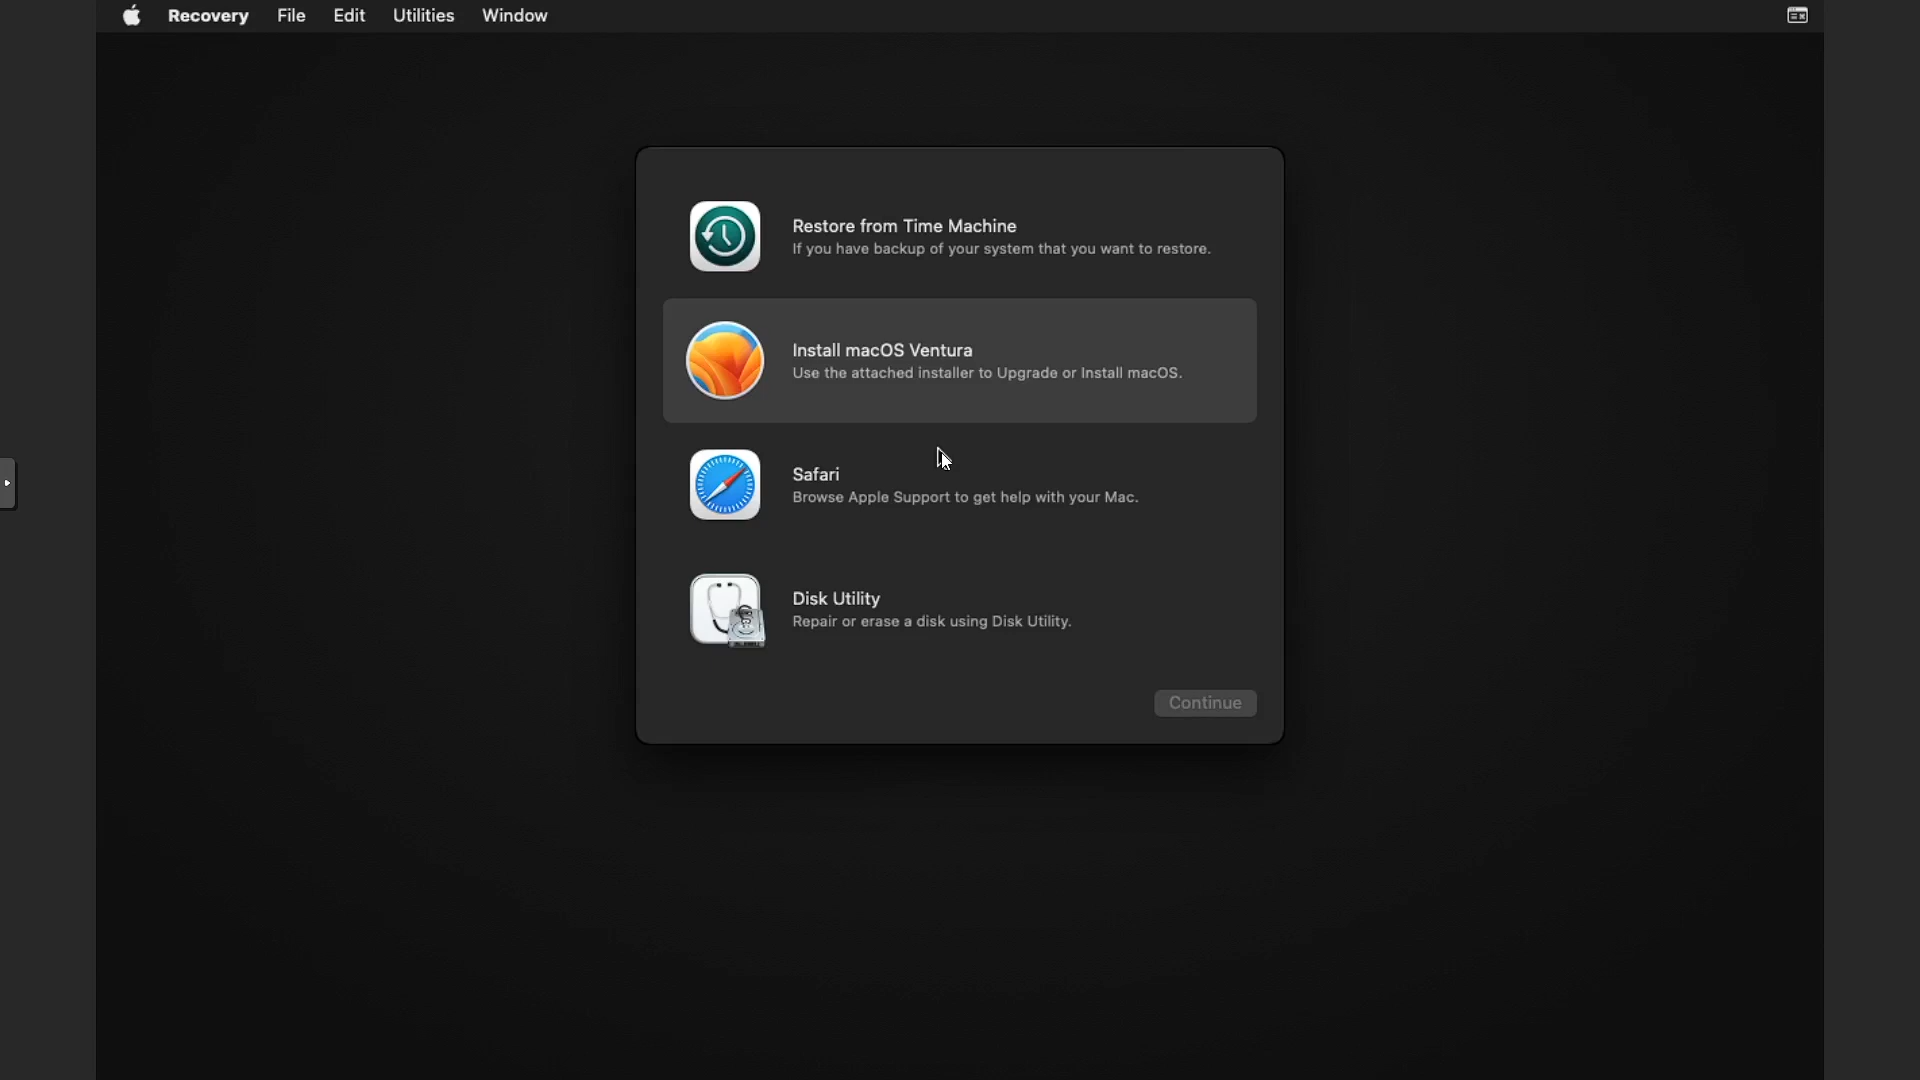 Recovery File Edit Utilities Window
Restore from Time Machine
If you have backup of your system that you want to restore.
Install macOS Ventura
Use the attached installer to Upgrade or Install macOS.
Safari
Browse Apple Support to get help with your Mac.
Disk Utility
Repair or erase a disk using Disk Utility.
Continue